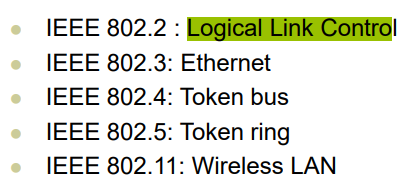 IEEE 802.2 : Logical Link Control
IEEE 802.3: Ethernet
IEEE 802.4: Token bus
IEEE 802.5: Token ring
IEEE 802.11: Wireless LAN